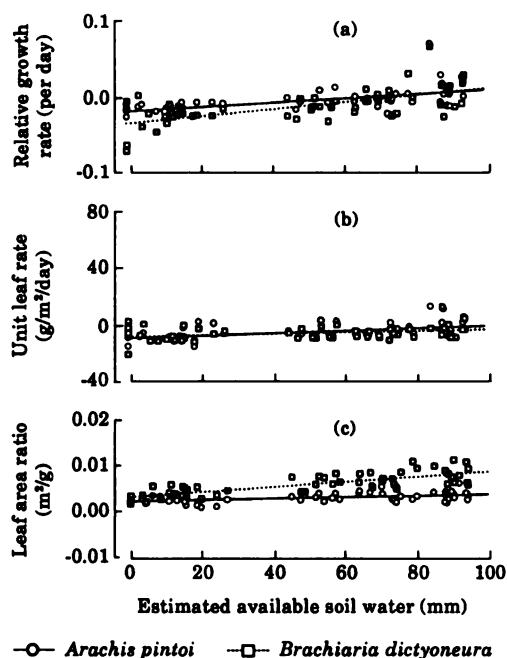 (a)
Relative growth
rate (per day)
0.1
0.0
-0.1
(b)
Unit leaf rate
(g/m²/day)
80
40
0
-40
(c)
Leaf area ratio
(m²/g)
0.02
0.01
0.00
-0.01
0 20 40 60 80 100
Estimated available soil water (mm)
Arachis pintoi Brachiaria dictyoneura